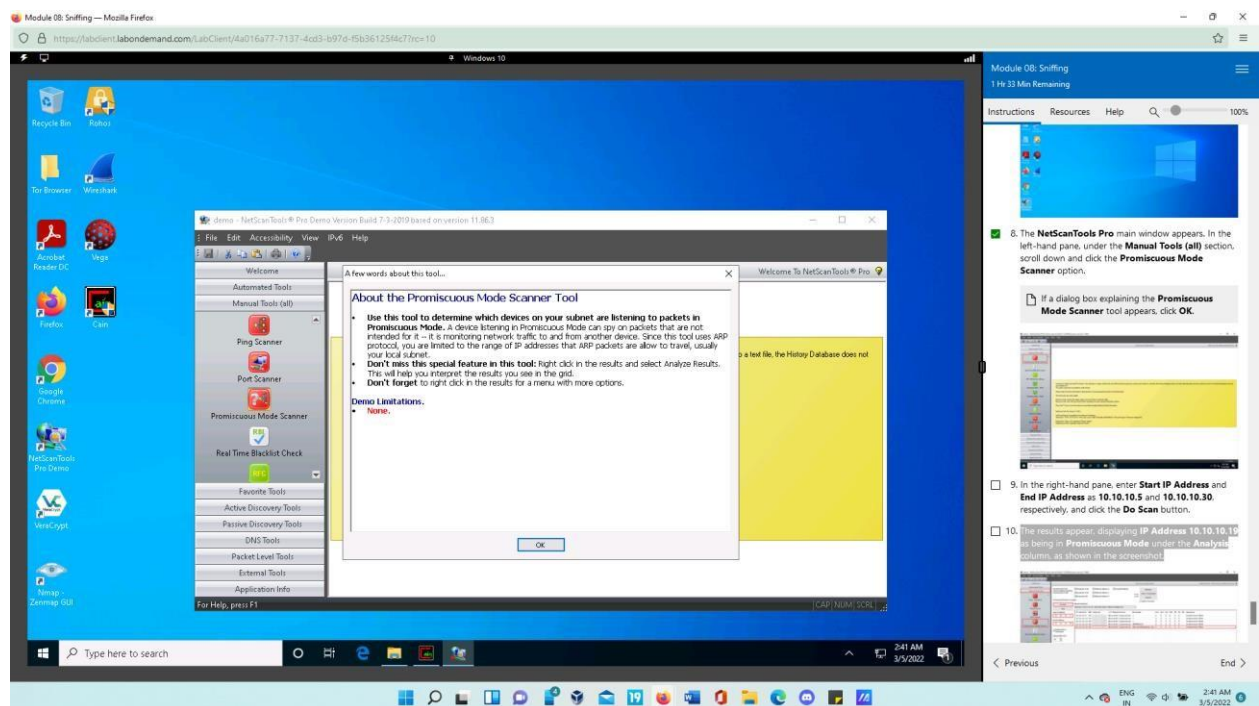 Module 08: Sniffing — Mozilla Firefox
https://labclient.labondemand.com/LabClient/4a016a77-7137-4cd3-b97d-f5b36125f4c7?rc=10
Windows 10
Recycle Bin
Rohos
Tor Browser
Wireshark
Acrobat
Reader DC
Vega
Firefox
Cain
Google
Chrome
NetScanTools
Pro Demo
VeraCrypt
Nmap -
Zenmap GUI
demo - NetScanTools® Pro Demo Version Build 7-3-2019 based on version 11.86.3
File Edit Accessibility View IPv6 Help
Welcome
Automated Tools
Manual Tools (all)
Ping Scanner
Port Scanner
Promiscuous Mode Scanner
RBL
Real Time Blacklist Check
RFC
Favorite Tools
Active Discovery Tools
Passive Discovery Tools
DNS Tools
Packet Level Tools
External Tools
Application Info
For Help, press F1
CAP NUM SCRL
Welcome To NetScanTools® Pro
o a text file, the History Database does not
A few words about this tool...
About the Promiscuous Mode Scanner Tool
• Use this tool to determine which devices on your subnet are listening to packets in
Promiscuous Mode. A device listening in Promiscuous Mode can spy on packets that are not
intended for it – it is monitoring network traffic to and from another device. Since this tool uses ARP
protocol, you are limited to the range of IP addresses that ARP packets are allow to travel, usually
your local subnet.
• Don't miss this special feature in this tool: Right click in the results and select Analyze Results.
This will help you interpret the results you see in the grid.
• Don't forget to right click in the results for a menu with more options.
Demo Limitations.
• None.
OK
Type here to search
2:41 AM
3/5/2022
Module 08: Sniffing
1 Hr 33 Min Remaining
Instructions Resources Help 100%
8. The NetScanTools Pro main window appears. In the
left-hand pane, under the Manual Tools (all) section,
scroll down and click the Promiscuous Mode
Scanner option.
If a dialog box explaining the Promiscuous
Mode Scanner tool appears, click OK.
9. In the right-hand pane, enter Start IP Address and
End IP Address as 10.10.10.5 and 10.10.10.30,
respectively, and click the Do Scan button.
10. The results appear, displaying IP Address 10.10.10.19
as being in Promiscuous Mode under the Analysis
column, as shown in the screenshot.
< Previous
End >
19
ENG
IN
2:41 AM
3/5/2022
6